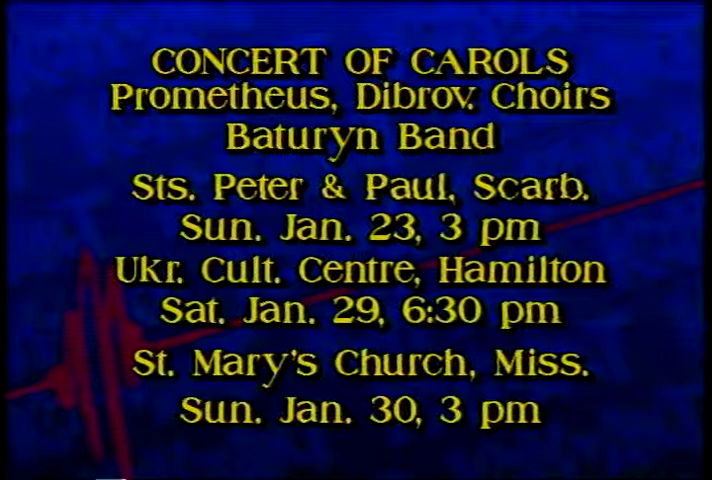 CONCERT OF CAROLS
Prometheus, Dibrov. Choirs
Baturyn Band
Sts. Peter & Paul, Scarb.
Sun. Jan. 23, 3 pm
Ukr. Cult. Centre, Hamilton
Sat. Jan. 29, 6:30 pm
St. Mary's Church, Miss.
Sun. Jan. 30, 3 pm